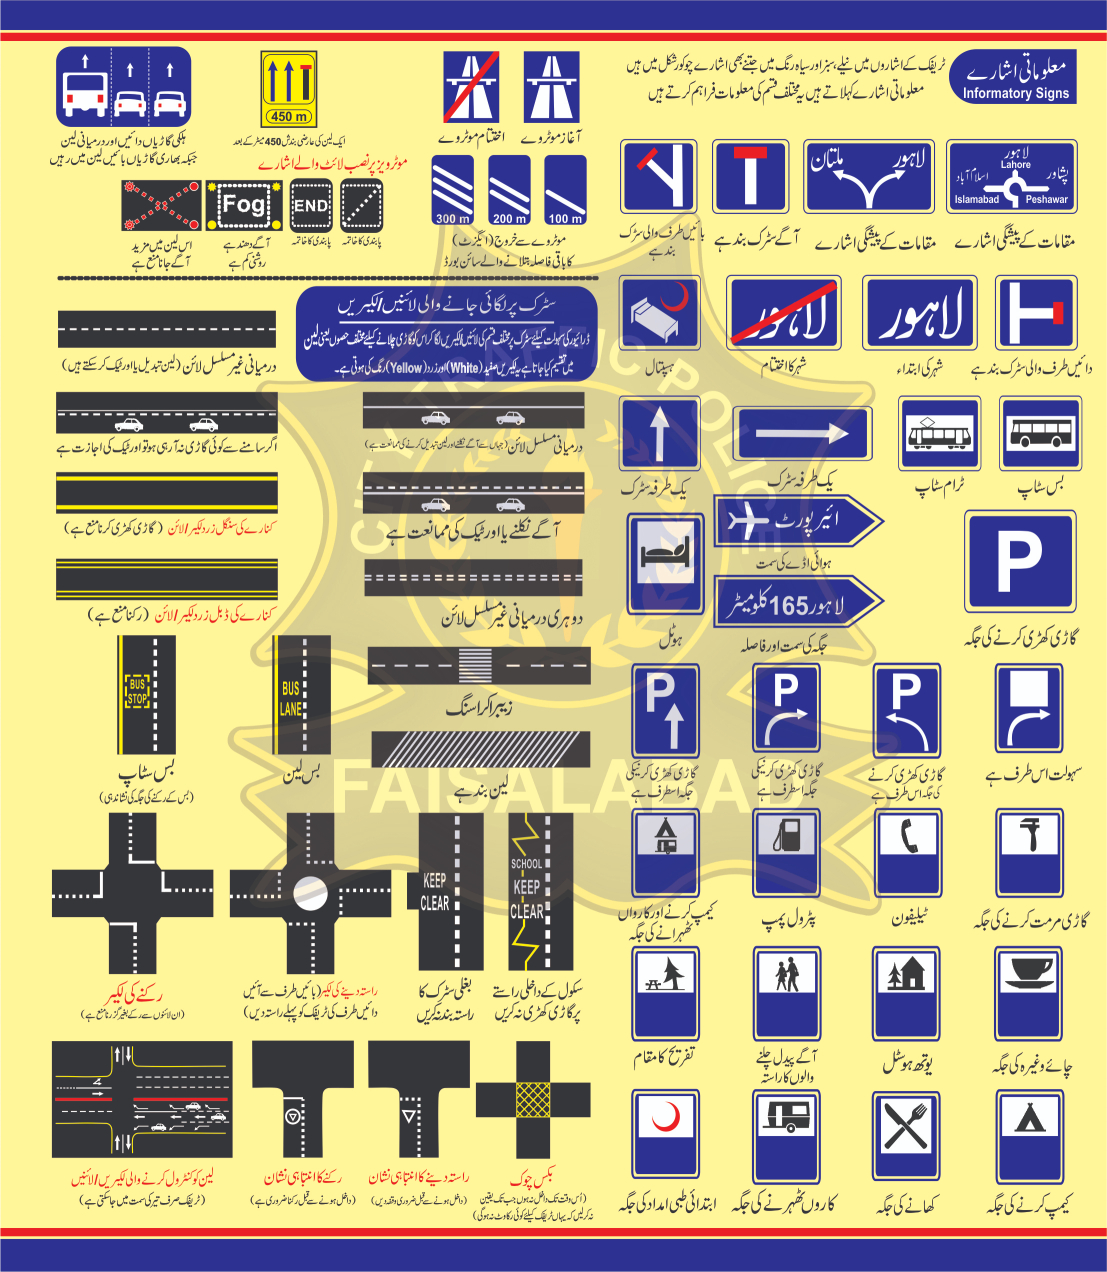 معلوماتی اشارے
Informatory Signs
ٹریفک کے اشاروں میں نیلے، سبز اور سیاہ رنگ میں جتنے بھی اشارے چوکور شکل میں ہیں
معلوماتی اشارے کہلاتے ہیں یہ مختلف قسم کی معلومات فراہم کرتے ہیں
آغاز موٹروے
اختتام موٹروے
450 m
ایک لین کی عارضی بندش 450 میٹر کے بعد
ہلکی گاڑیاں دائیں اور درمیانی لین
جبکہ بھاری گاڑیاں بائیں لین میں رہیں
موٹرویز پر نصب لائٹ والے اشارے
100 m
200 m
300 m
موٹروے سے خروج (ایگزٹ)
کا باقی فاصلہ بتلانے والے سائن بورڈ
END
Fog
پابندی کا خاتمہ
پابندی کا خاتمہ
آگے دھند ہے
روشنی کم ہے
اس لین میں مزید
آگے جانا منع ہے
لاہور
Lahore
پشاور
Peshawar
اسلام آباد
Islamabad
مقامات کے پیشگی اشارے
لاہور
ملتان
مقامات کے پیشگی اشارے
آگے سڑک بند ہے
بائیں طرف والی سڑک
بند ہے
دائیں طرف والی سڑک بند ہے
لاہور
شہر کی ابتداء
لاہور
شہر کا اختتام
ہسپتال
سڑک پر لگائی جانے والی لائنیں/لکیریں
ڈرائیور کی سہولت کیلئے سڑک پر مختلف قسم کی لائنیں/لکیریں لگا کر اس کو گاڑی چلانے کیلئے مختلف حصوں یعنی لین
میں تقسیم کیا جاتا ہے یہ لکیریں سفید (White) اور زرد (Yellow) رنگ کی ہوتی ہے۔
درمیانی غیر مسلسل لائن (لین تبدیل یا اورٹیک کر سکتے ہیں)
اگر سامنے سے کوئی گاڑی نہ آ رہی ہو تو اورٹیک کی اجازت ہے
درمیانی مسلسل لائن (جہاں سے آگے نکلنے اور لین تبدیل کرنے کی ممانعت ہے)
کنارے کی سنگل زرد لکیر/لائن (گاڑی کھڑی کرنا منع ہے)
آگے نکلنے یا اورٹیک کی ممانعت ہے
کنارے کی ڈبل زرد لکیر/لائن (رکنا منع ہے)
دوہری درمیانی غیر مسلسل لائن
بس سٹاپ
ٹرام سٹاپ
یک طرفہ سڑک
یک طرفہ سڑک
P
گاڑی کھڑی کرنے کی جگہ
ائیرپورٹ
ہوائی اڈے کی سمت
لاہور 165 کلومیٹر
جگہ کی سمت اور فاصلہ
ہوٹل
BUS
STOP
بس سٹاپ
(بس کے رکنے کی جگہ کی نشاندہی)
BUS
LANE
بس لین
زیبرا کراسنگ
لین بند ہے
سہولت اس طرف ہے
P
گاڑی کھڑی کرنے
کی جگہ اس طرف ہے
P
گاڑی کھڑی کرنیکی
جگہ اسطرف ہے
P
گاڑی کھڑی کرنیکی
جگہ اسطرف ہے
CITY TRAFFIC POLICE
FAISALABAD
رکنے کی لکیر
(ان لائنوں سے رکے بغیر گزرنا منع ہے)
راستہ دینے کی لکیر (بائیں طرف سے آئیں
دائیں طرف کی ٹریفک کو پہلے راستہ دیں)
KEEP
CLEAR
بغلی سڑک کا
راستہ بند نہ کریں
SCHOOL
KEEP
CLEAR
سکول کے داخلی راستے
پر گاڑی کھڑی نہ کریں
گاڑی مرمت کرنے کی جگہ
ٹیلیفون
پٹرول پمپ
کیمپ کرنے اور کارواں
ٹھہرانے کی جگہ
چائے وغیرہ کی جگہ
یوتھ ہوسٹل
آگے پیدل چلنے
والوں کا راستہ
تفریح کا مقام
لین کو کنٹرول کرنے والی لکیریں/لائنیں
(ٹریفک صرف تیر کی سمت میں جا سکتی ہے)
رکنے کا انتباہی نشان
(داخل ہونے سے قبل رکنا ضروری ہے)
راستہ دینے کا انتباہی نشان
(داخل ہونے سے قبل ضروری وقفہ دیں)
بکس چوک
(اُس وقت تک داخل نہ ہوں جب تک یقین
نہ کر لیں کہ یہاں ٹریفک کیلئے کوئی رکاوٹ نہ ہوگی)
کیمپ کرنے کی جگہ
کھانے کی جگہ
کارواں ٹھہرنے کی جگہ
ابتدائی طبی امداد کی جگہ